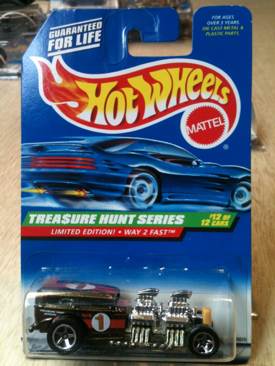 GUARANTEED
FOR LIFE
FOR AGES
OVER 3 YEARS.
DIE CAST METAL &
PLASTIC PARTS
HOT WHEELS
MATTEL
TREASURE HUNT SERIES
#12 OF
12 CARS
LIMITED EDITION! • WAY 2 FAST™
1